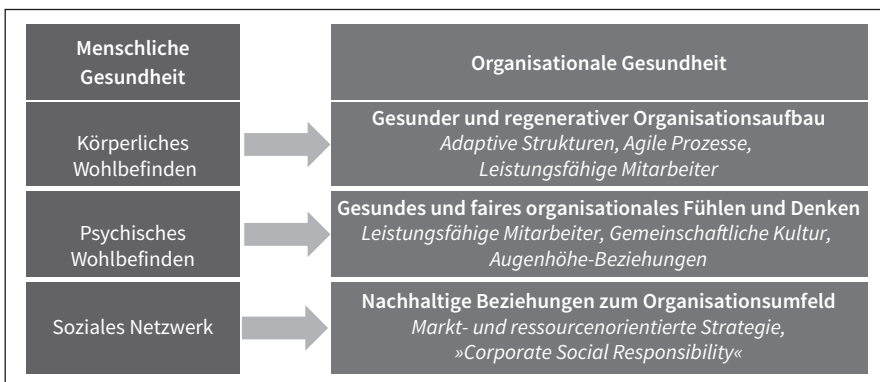 Menschliche
Gesundheit
Organisationale Gesundheit
Körperliches
Wohlbefinden
Gesunder und regenerativer Organisationsaufbau
Adaptive Strukturen, Agile Prozesse,
Leistungsfähige Mitarbeiter
Psychisches
Wohlbefinden
Gesundes und faires organisationales Fühlen und Denken
Leistungsfähige Mitarbeiter, Gemeinschaftliche Kultur,
Augenhöhe-Beziehungen
Soziales Netzwerk
Nachhaltige Beziehungen zum Organisationsumfeld
Markt- und ressourcenorientierte Strategie,
»Corporate Social Responsibility«